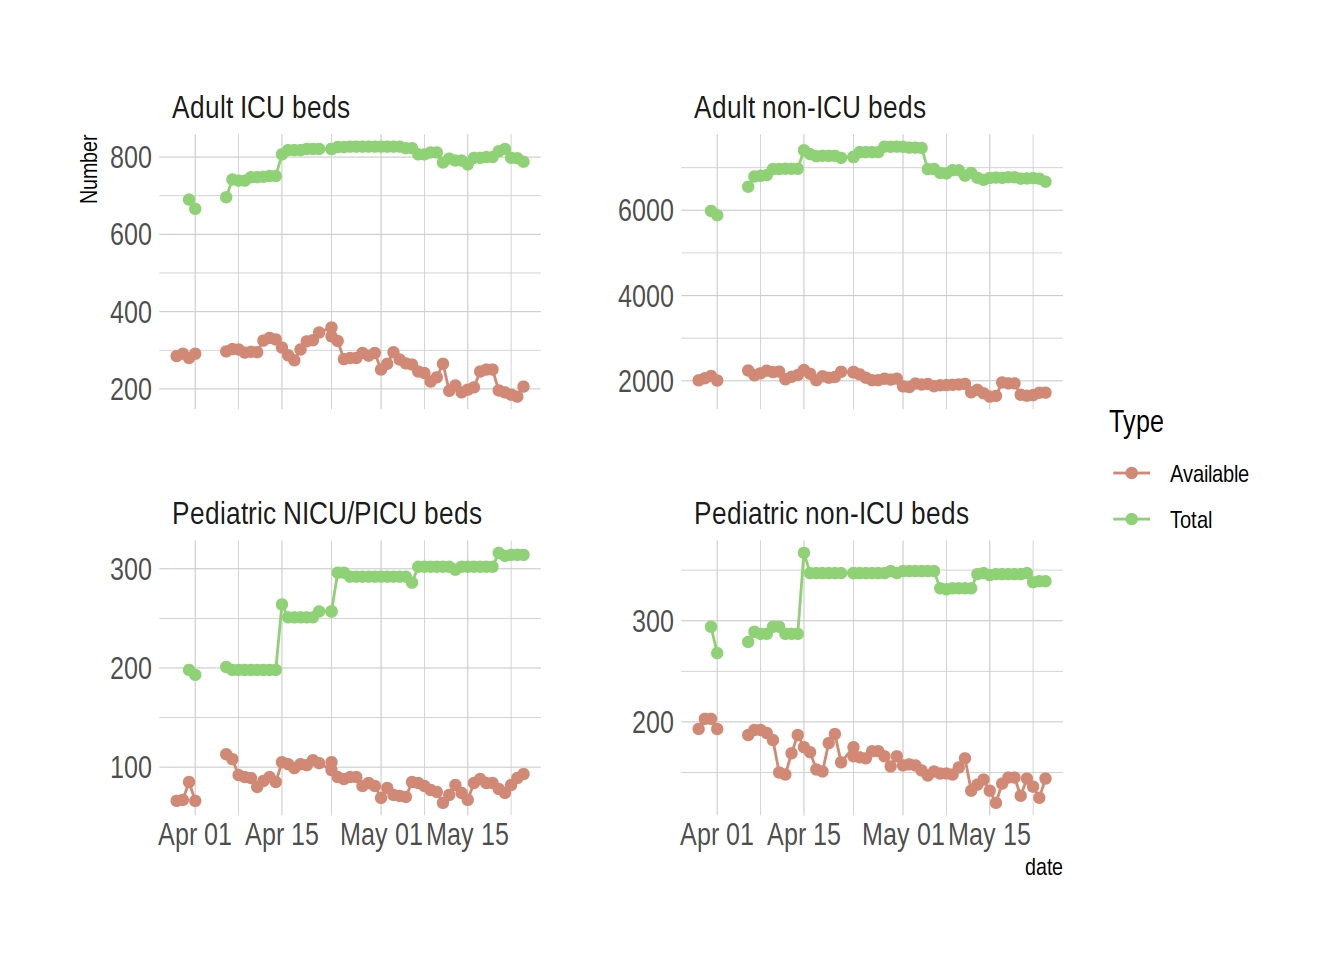 Adult ICU beds
Adult non-ICU beds
Number
800
600
400
200
6000
4000
2000
Type
Available
Total
Pediatric NICU/PICU beds
Pediatric non-ICU beds
300
200
100
300
200
Apr 01 Apr 15 May 01 May 15
Apr 01 Apr 15 May 01 May 15
date